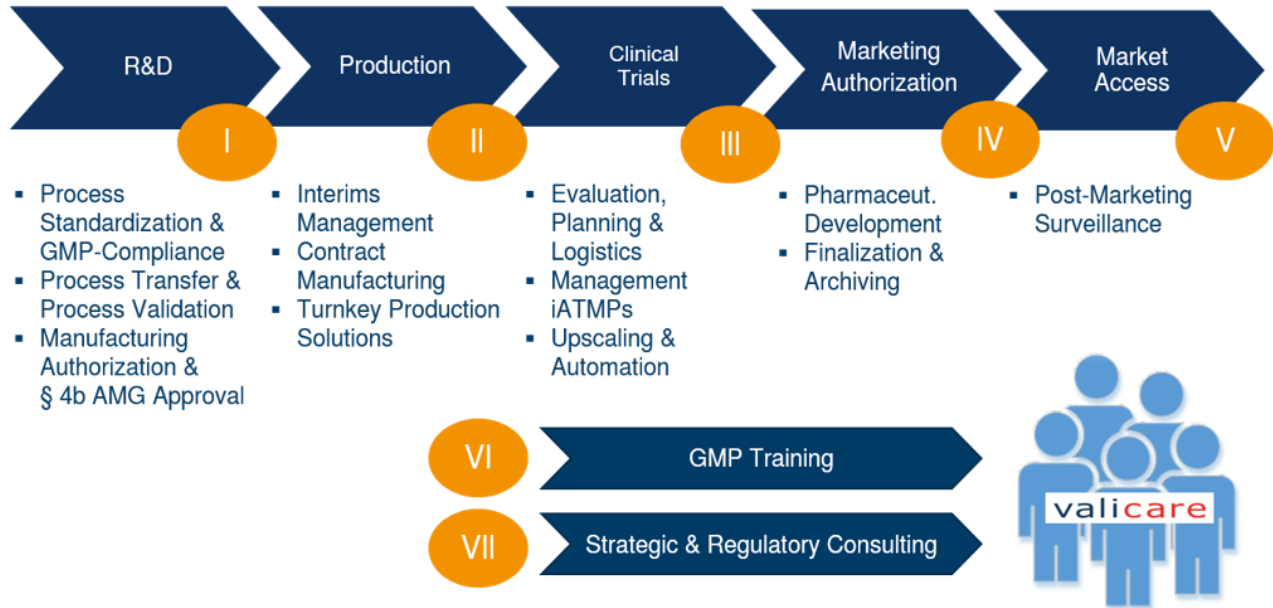 R&D
Production
Clinical
Trials
Marketing
Authorization
Market
Access
I
II
III
IV
V
▪ Process
Standardization &
GMP-Compliance
▪ Process Transfer &
Process Validation
▪ Manufacturing
Authorization &
§ 4b AMG Approval
▪ Interims
Management
▪ Contract
Manufacturing
▪ Turnkey Production
Solutions
▪ Evaluation,
Planning &
Logistics
▪ Management
iATMPs
▪ Upscaling &
Automation
▪ Pharmaceut.
Development
▪ Finalization &
Archiving
▪ Post-Marketing
Surveillance
VI
GMP Training
VII
Strategic & Regulatory Consulting
valicare